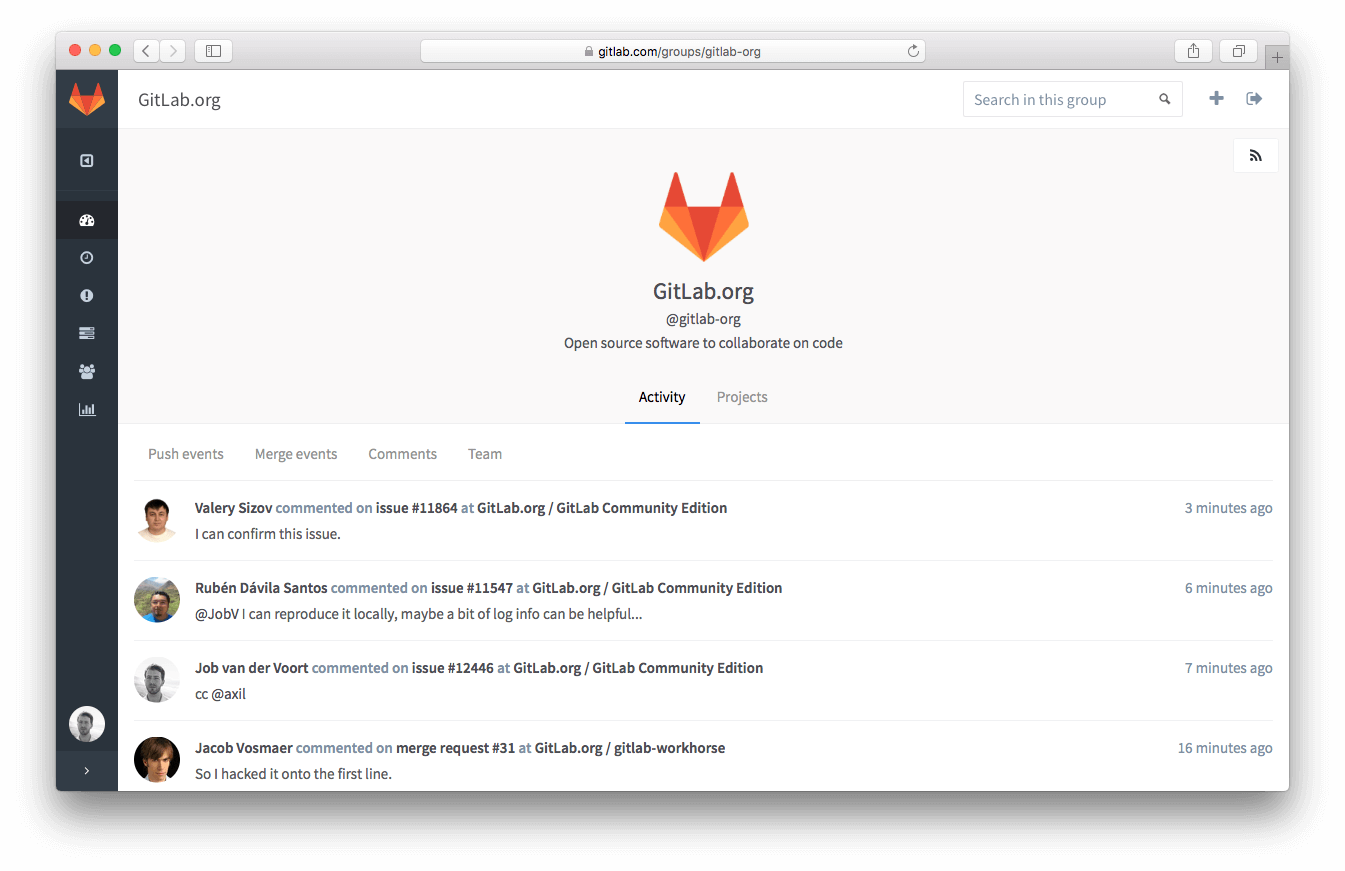 gitlab.com/groups/gitlab-org
GitLab.org
Search in this group
GitLab.org
@gitlab-org
Open source software to collaborate on code
Activity Projects
Push events Merge events Comments Team
Valery Sizov commented on issue #11864 at GitLab.org / GitLab Community Edition 3 minutes ago
I can confirm this issue.
Rubén Dávila Santos commented on issue #11547 at GitLab.org / GitLab Community Edition 6 minutes ago
@JobV I can reproduce it locally, maybe a bit of log info can be helpful...
Job van der Voort commented on issue #12446 at GitLab.org / GitLab Community Edition 7 minutes ago
cc @axil
Jacob Vosmaer commented on merge request #31 at GitLab.org / gitlab-workhorse 16 minutes ago
So I hacked it onto the first line.